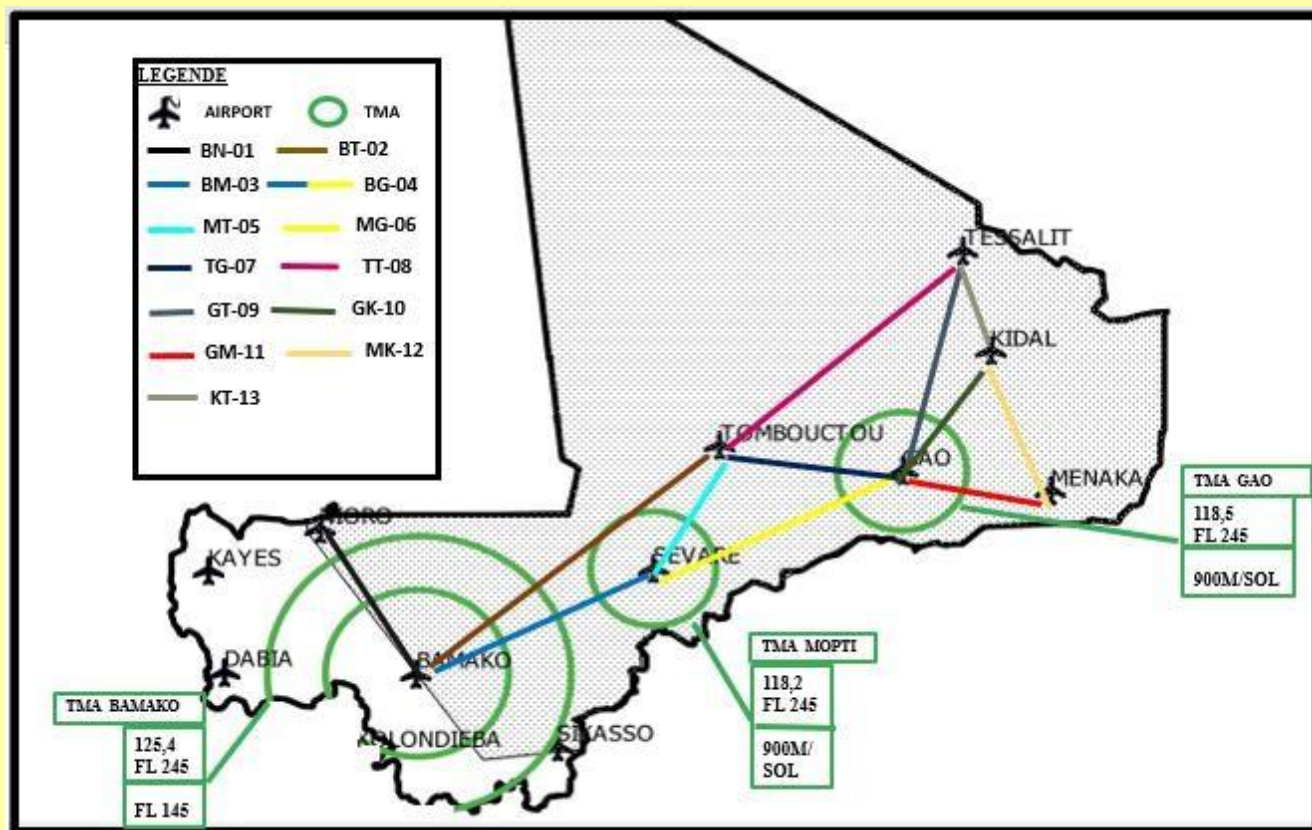 LEGENDE
AIRPORT TMA
BN-01 BT-02
BM-03 BG-04
MT-05 MG-06
TG-07 TT-08
GT-09 GK-10
GM-11 MK-12
KT-13
TESSALIT
KIDAL
TOMBOUCTOU
GAO
MENAKA
NIORO
KAYES
SEVARE
DABIA
BAMAKO
KOLONDIEBA
SIKASSO
TMA GAO
118,5
FL 245
900M/SOL
TMA MOPTI
118,2
FL 245
900M/
SOL
TMA BAMAKO
125,4
FL 245
FL 145